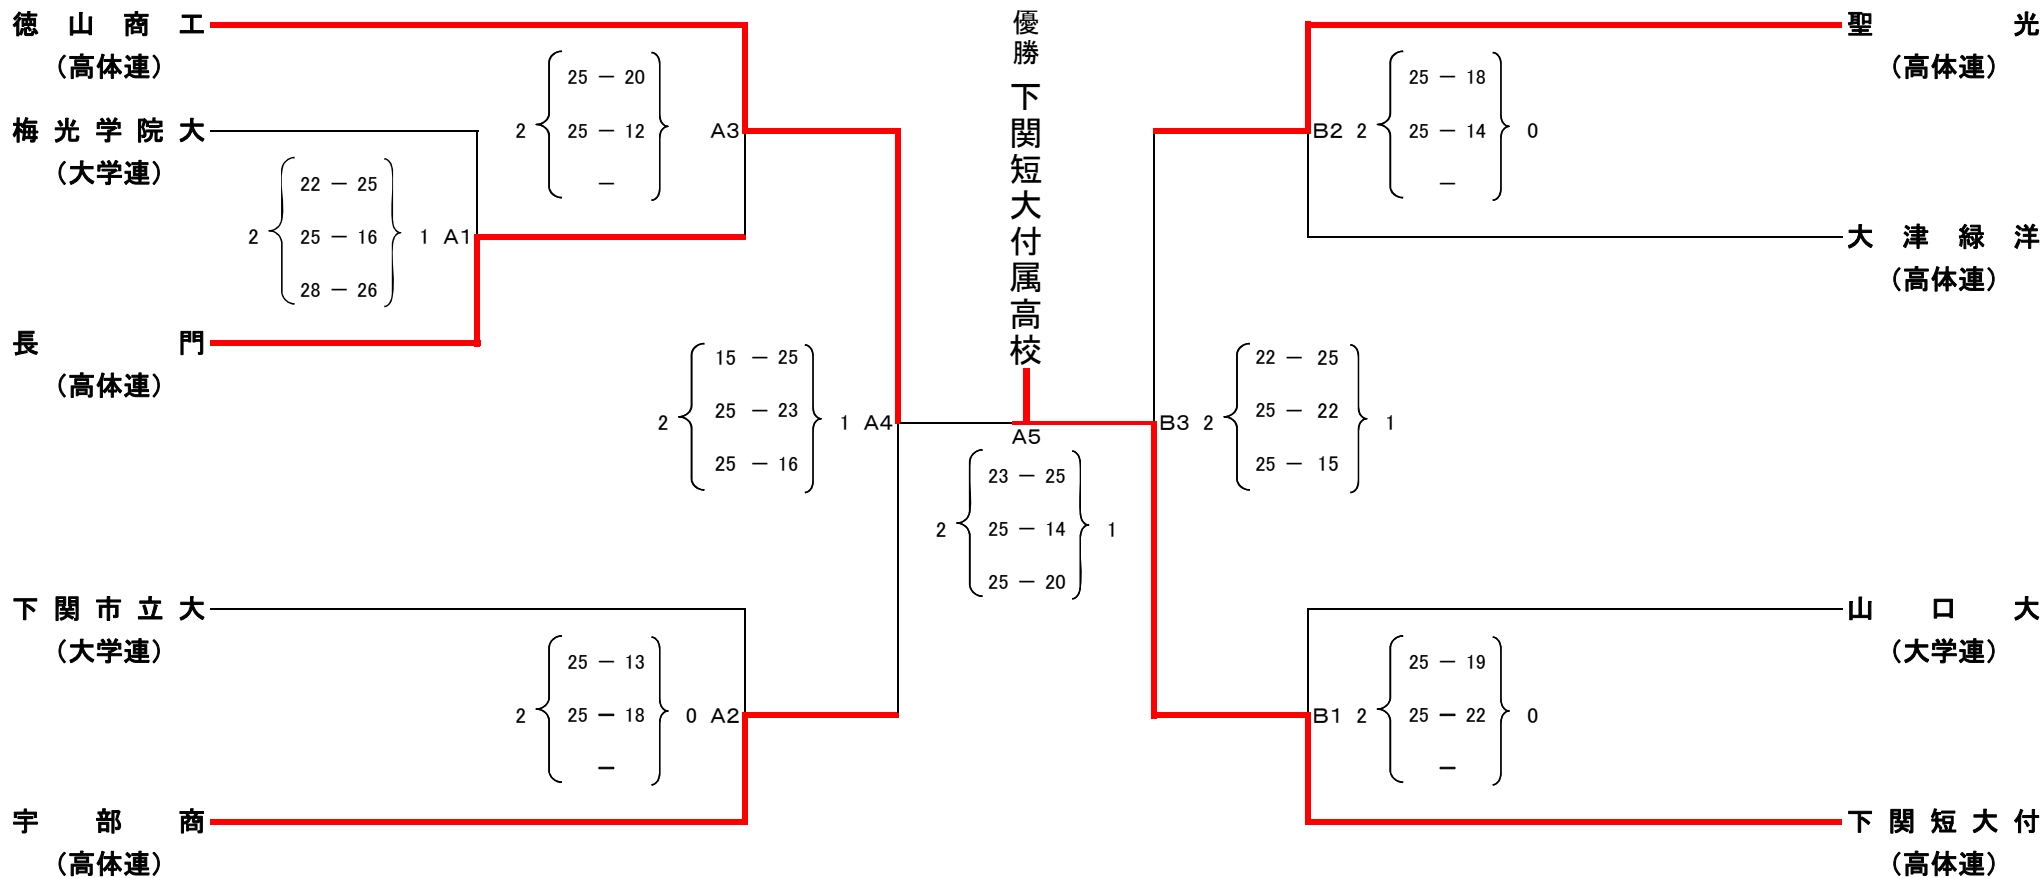 徳山商工
（高体連）
梅光学院大
（大学連）
長門
（高体連）
下関市立大
（大学連）
宇部商
（高体連）
25 － 20
2 25 － 12 A3
－
22 － 25
2 25 － 16 1 A1
28 － 26
15 － 25
2 25 － 23 1 A4
25 － 16
25 － 13
2 25 － 18 0 A2
－
優勝
下関短大付属高校
A5
23 － 25
2 25 － 14 1
25 － 20
25 － 18
B2 2 25 － 14 0
－
22 － 25
B3 2 25 － 22 1
25 － 15
25 － 19
B1 2 25 － 22 0
－
聖光
（高体連）
大津緑洋
（高体連）
山口大
（大学連）
下関短大付
（高体連）